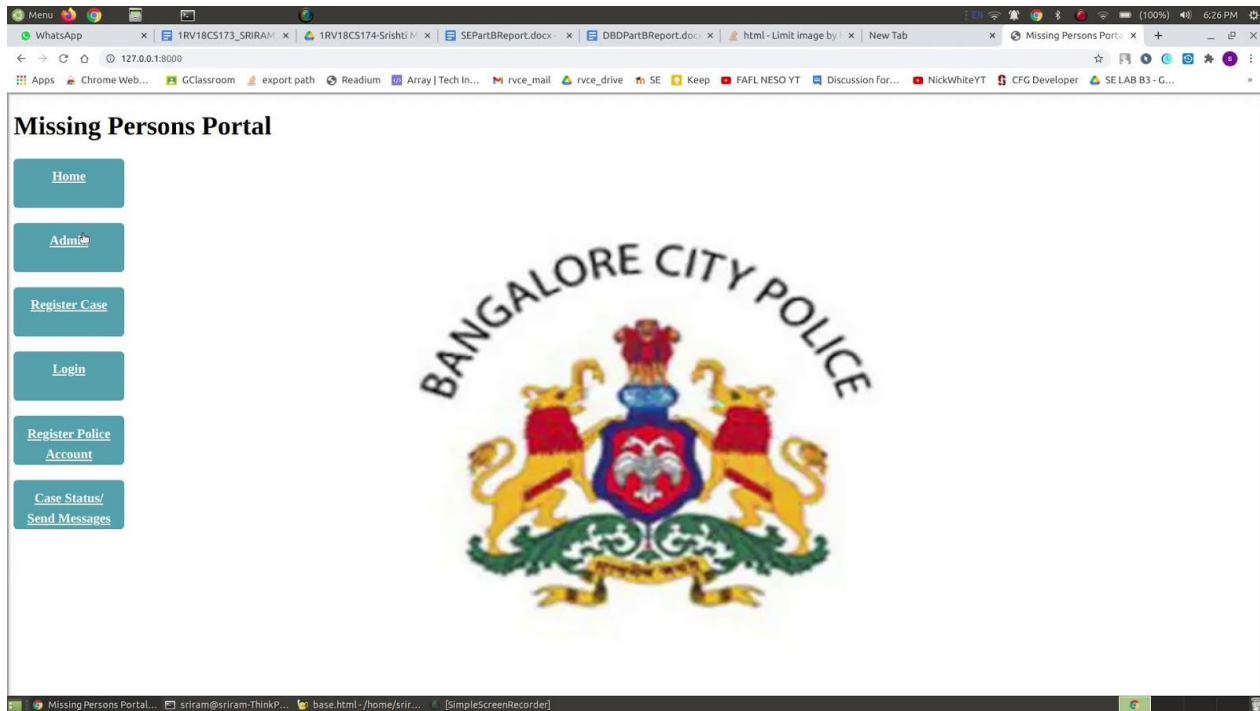 Menu
EN
(100%)
6:26 PM
WhatsApp
1RV18CS173_SRIRAM
1RV18CS174-Srishti M
SEPartBReport.docx -
DBDPartBReport.doc
html - Limit image by
New Tab
Missing Persons Porta
127.0.0.1:8000
Apps
Chrome Web...
GClassroom
export path
Readium
Array | Tech In...
rvce_mail
rvce_drive
SE
Keep
FAFL NESO YT
Discussion for...
NickWhiteYT
CFG Developer
SE LAB B3 - G...
Missing Persons Portal
Home
Admin
Register Case
Login
Register Police
Account
Case Status/
Send Messages
BANGALORE CITY POLICE
Missing Persons Portal...
sriram@sriram-ThinkP...
base.html - /home/srir...
[SimpleScreenRecorder]